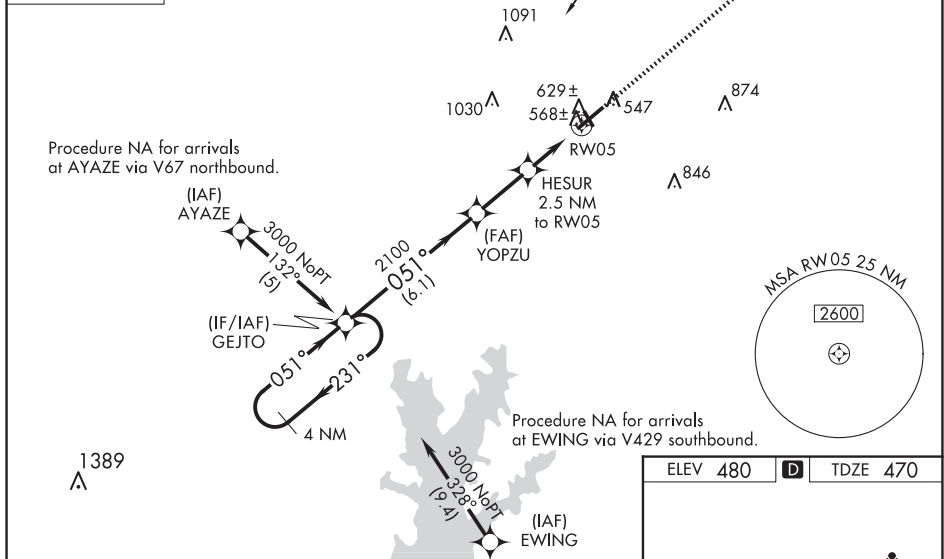 1091
629±
1030
568±
547
874
RW05
Procedure NA for arrivals
at AYAZE via V67 northbound.
846
HESUR
2.5 NM
to RW05
(IAF)
AYAZE
3000 NoPT
132°
(5)
(FAF)
YOPZU
2100
051°
(6.1)
MSA RW05 25 NM
2600
(IF/IAF)
GEJTO
051°
231°
4 NM
Procedure NA for arrivals
at EWING via V429 southbound.
1389
3000 NoPT
328°
(9.4)
(IAF)
EWING
ELEV 480 D TDZE 470